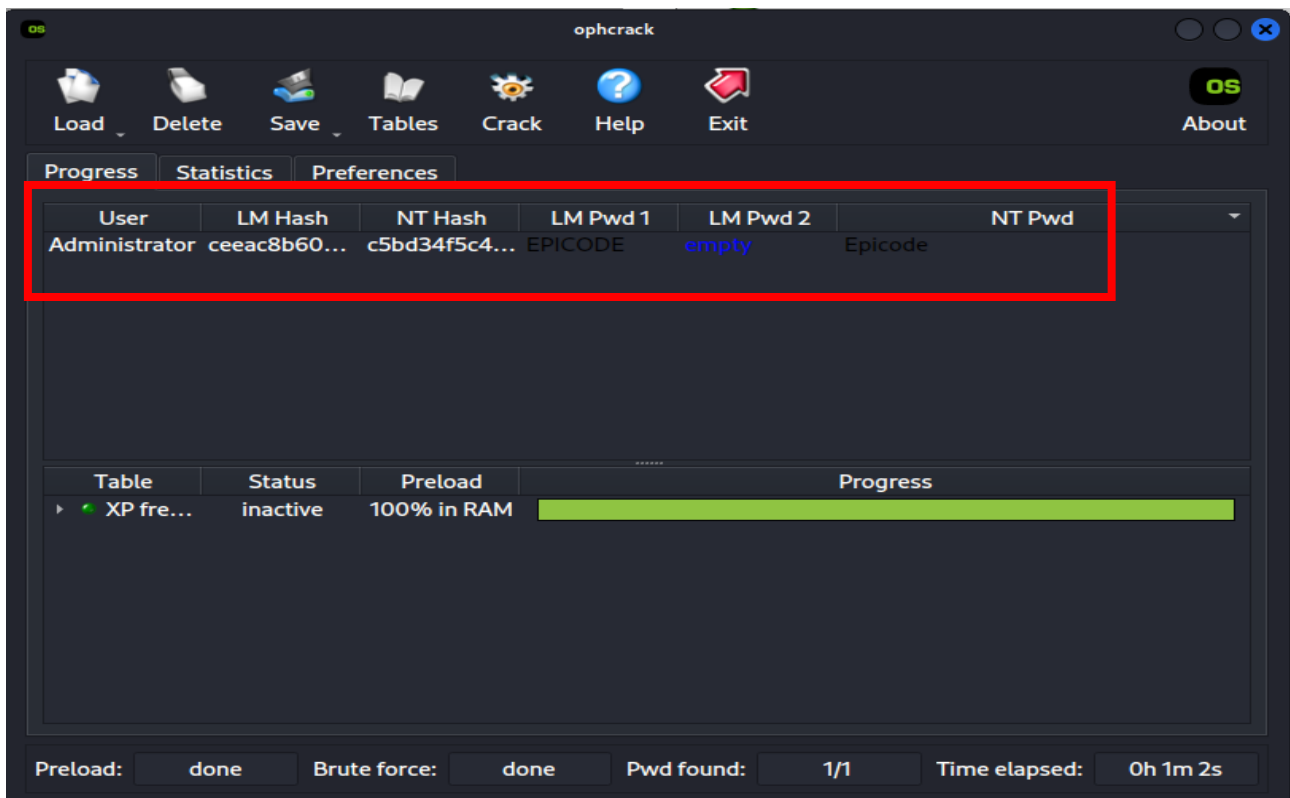 os
ophcrack
Load Delete Save Tables Crack Help Exit About
OS
Progress Statistics Preferences
User LM Hash NT Hash LM Pwd 1 LM Pwd 2 NT Pwd
Administrator ceeac8b60... c5bd34f5c4... EPICODE empty Epicode
Table Status Preload Progress
XP fre... inactive 100% in RAM
Preload: done Brute force: done Pwd found: 1/1 Time elapsed: 0h 1m 2s